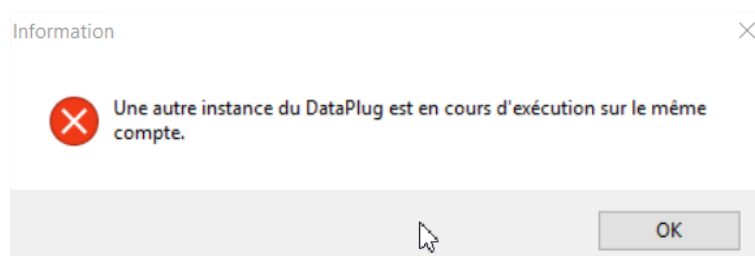 Information
Une autre instance du DataPlug est en cours d'exécution sur le même
compte.
OK